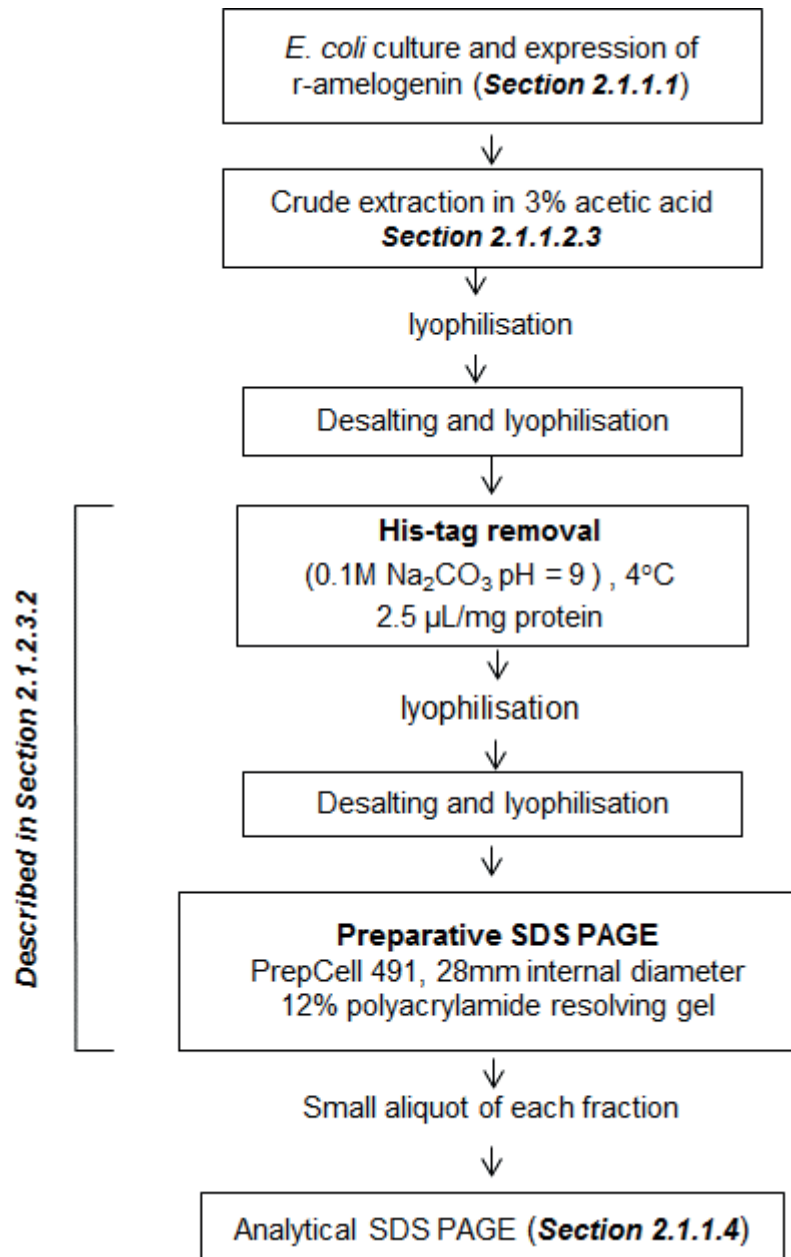 E. coli culture and expression of
r-amelogenin (Section 2.1.1.1)
Crude extraction in 3% acetic acid
Section 2.1.1.2.3
lyophilisation
Desalting and lyophilisation
Described in Section 2.1.2.3.2
His-tag removal
(0.1M Na₂CO₃ pH = 9 ) , 4°C
2.5 µL/mg protein
lyophilisation
Desalting and lyophilisation
Preparative SDS PAGE
PrepCell 491, 28mm internal diameter
12% polyacrylamide resolving gel
Small aliquot of each fraction
Analytical SDS PAGE (Section 2.1.1.4)